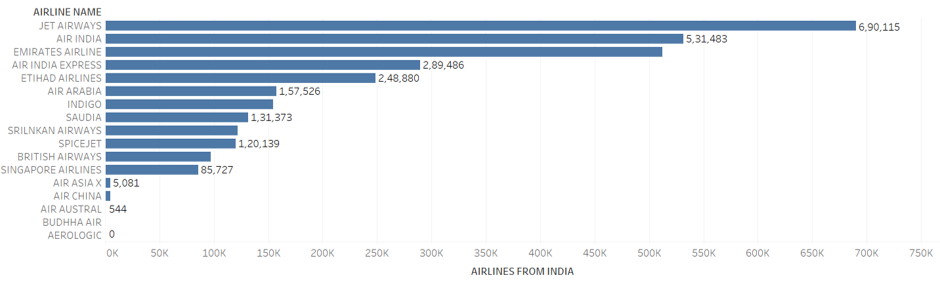 AIRLINE NAME
JET AIRWAYS 6,90,115
AIR INDIA 5,31,483
EMIRATES AIRLINE
AIR INDIA EXPRESS 2,89,486
ETIHAD AIRLINES 2,48,880
AIR ARABIA 1,57,526
INDIGO
SAUDIA 1,31,373
SRILNKAN AIRWAYS
SPICEJET 1,20,139
BRITISH AIRWAYS
SINGAPORE AIRLINES 85,727
AIR ASIA X 5,081
AIR CHINA
AIR AUSTRAL 544
BUDHHA AIR
AEROLOGIC 0
0K 50K 100K 150K 200K 250K 300K 350K 400K 450K 500K 550K 600K 650K 700K 750K
AIRLINES FROM INDIA